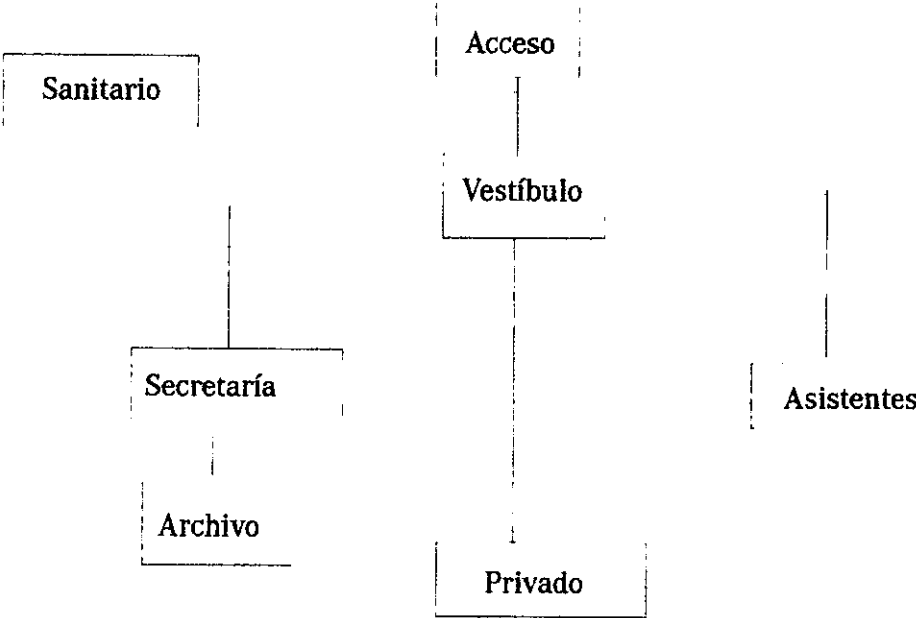 Acceso
Sanitario
Vestíbulo
Secretaría
Asistentes
Archivo
Privado